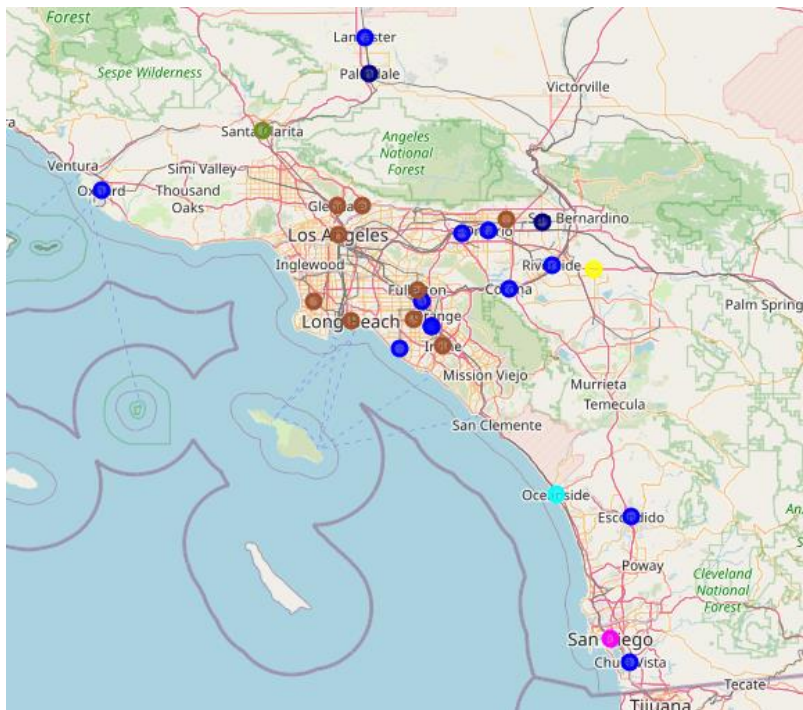 Forest
Lancaster
Palmdale
Sespe Wilderness
Victorville
Santa Clarita
Angeles
National
Forest
Ventura
Simi Valley
Oxnard
Thousand
Oaks
Glendale
San Bernardino
Los Angeles
Ontario
Inglewood
Riverside
Fullerton
Corona
Palm Springs
Long Beach
Orange
Irvine
Mission Viejo
Murrieta
Temecula
San Clemente
Oceanside
Escondido
Poway
Cleveland
National
Forest
San Diego
Chula Vista
Tecate
Tijuana